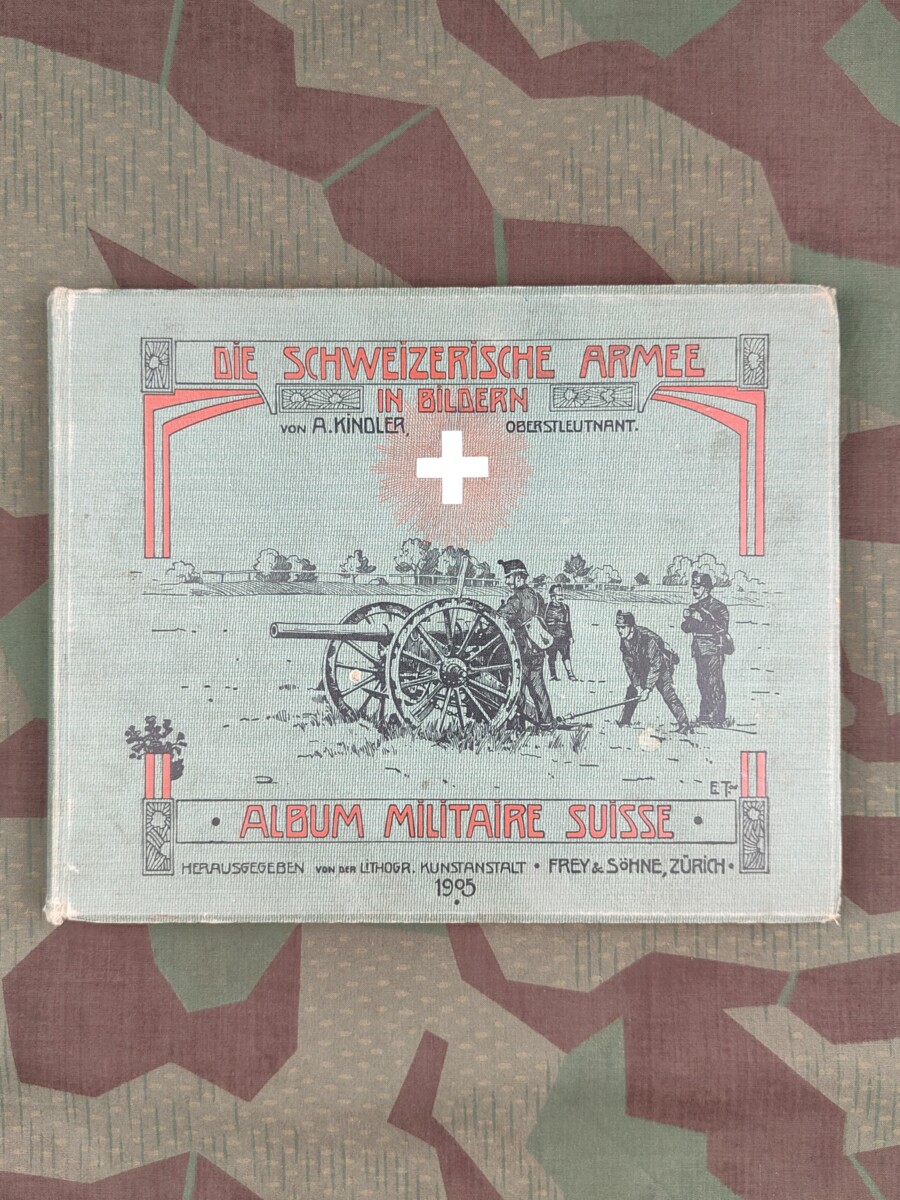 DIE SCHWEIZERISCHE ARMEE
IN BILDERN
VON A. KINDLER, OBERSTLEUTNANT.
E.T.
• ALBUM MILITAIRE SUISSE •
HERAUSGEGEBEN VON DER LITHOGR. KUNSTANSTALT • FREY & SÖHNE, ZÜRICH •
1905